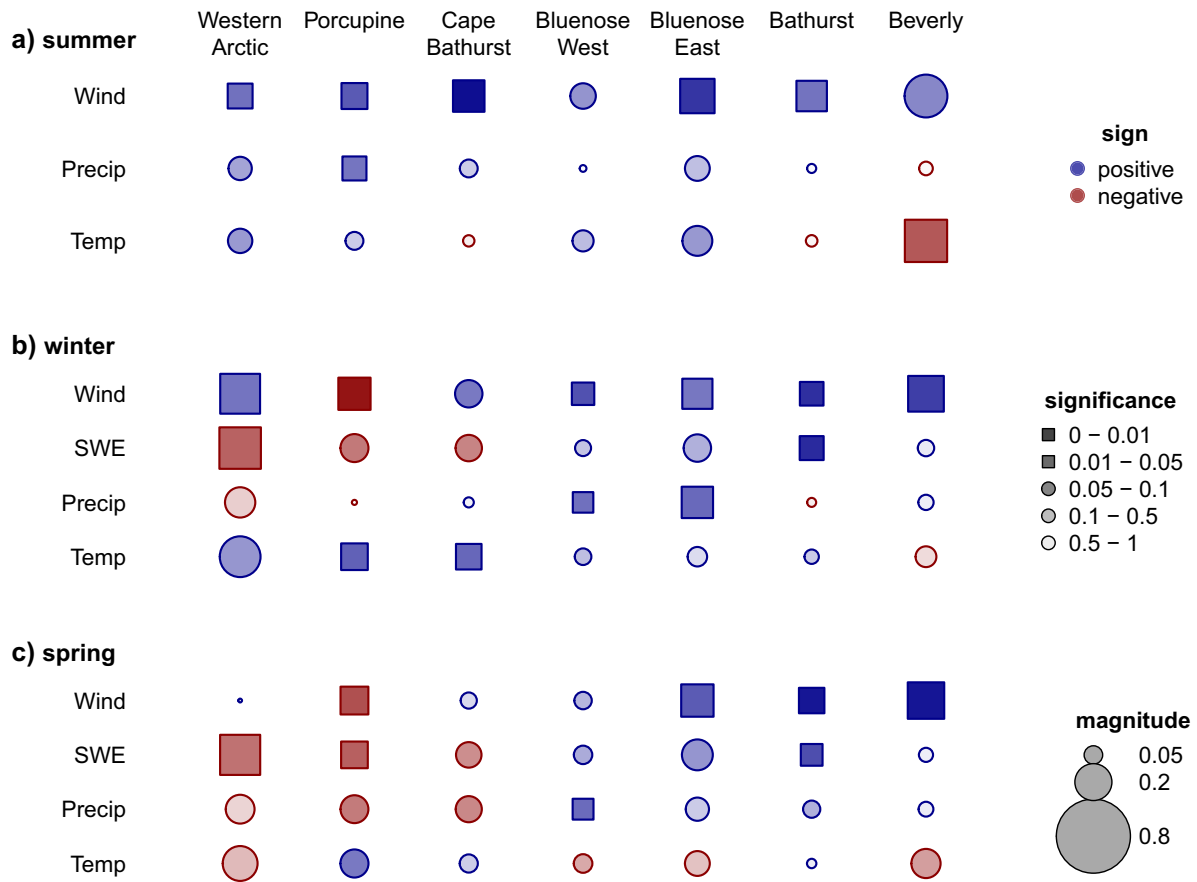 Western Arctic
Porcupine
Cape Bathurst
Bluenose West
Bluenose East
Bathurst
Beverly
a) summer
Wind
Precip
Temp
sign
positive
negative
b) winter
Wind
SWE
Precip
Temp
significance
0 − 0.01
0.01 − 0.05
0.05 − 0.1
0.1 − 0.5
0.5 − 1
c) spring
Wind
SWE
Precip
Temp
magnitude
0.05
0.2
0.8